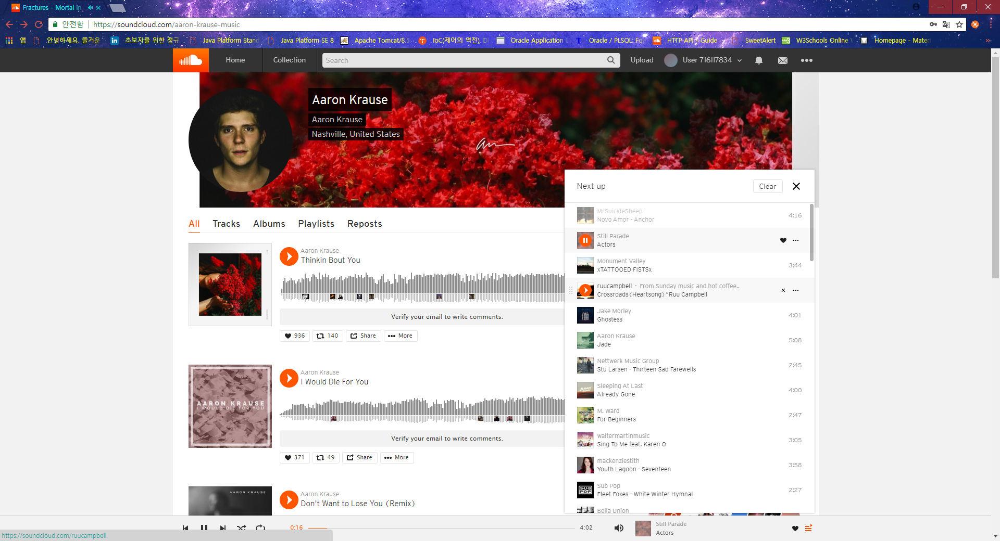 Fractures - Mortal in
안전함 https://soundcloud.com/aaron-krause-music
앱 안녕하세요. 즐거운 초보자를 위한 정규 Java Platform Stand Java Platform SE 8 Apache Tomcat/8.5 IoC(제어의 역전), D Oracle Application Oracle / PLSQL: HTTP API - Guide SweetAlert W3Schools Online Homepage - Mater
Home Collection Search Upload User 716117834
Aaron Krause
Aaron Krause
Nashville, United States
Next up Clear
All Tracks Albums Playlists Reposts
Aaron Krause
Thinkin Bout You
Verify your email to write comments.
936 140 Share More
AARON KRAUSE
I WOULD DIE FOR YOU
Aaron Krause
I Would Die For You
Verify your email to write comments.
371 49 Share More
AARON KRAUSE
Aaron Krause
Don't Want to Lose You (Remix)
MrSuicideSheep
Novo Amor - Anchor 4:16
Still Parade
Actors
Monument Valley
xTATTOOED FISTSx 3:44
ruucampbell · From Sunday music and hot coffee..
Crossroads(Heartsong) *Ruu Campbell
Jake Morley
Ghostess 4:01
Aaron Krause
Jade 5:08
Nettwerk Music Group
Stu Larsen - Thirteen Sad Farewells 2:45
Sleeping At Last
Already Gone 4:00
M. Ward
For Beginners 2:47
waltermartinmusic
Sing To Me feat. Karen O 3:05
mackenziestith
Youth Lagoon - Seventeen 3:58
SUB
POP
Sub Pop
Fleet Foxes - White Winter Hymnal 2:27
Bella Union
0:16 4:02
Still Parade
Actors
https://soundcloud.com/ruucampbell